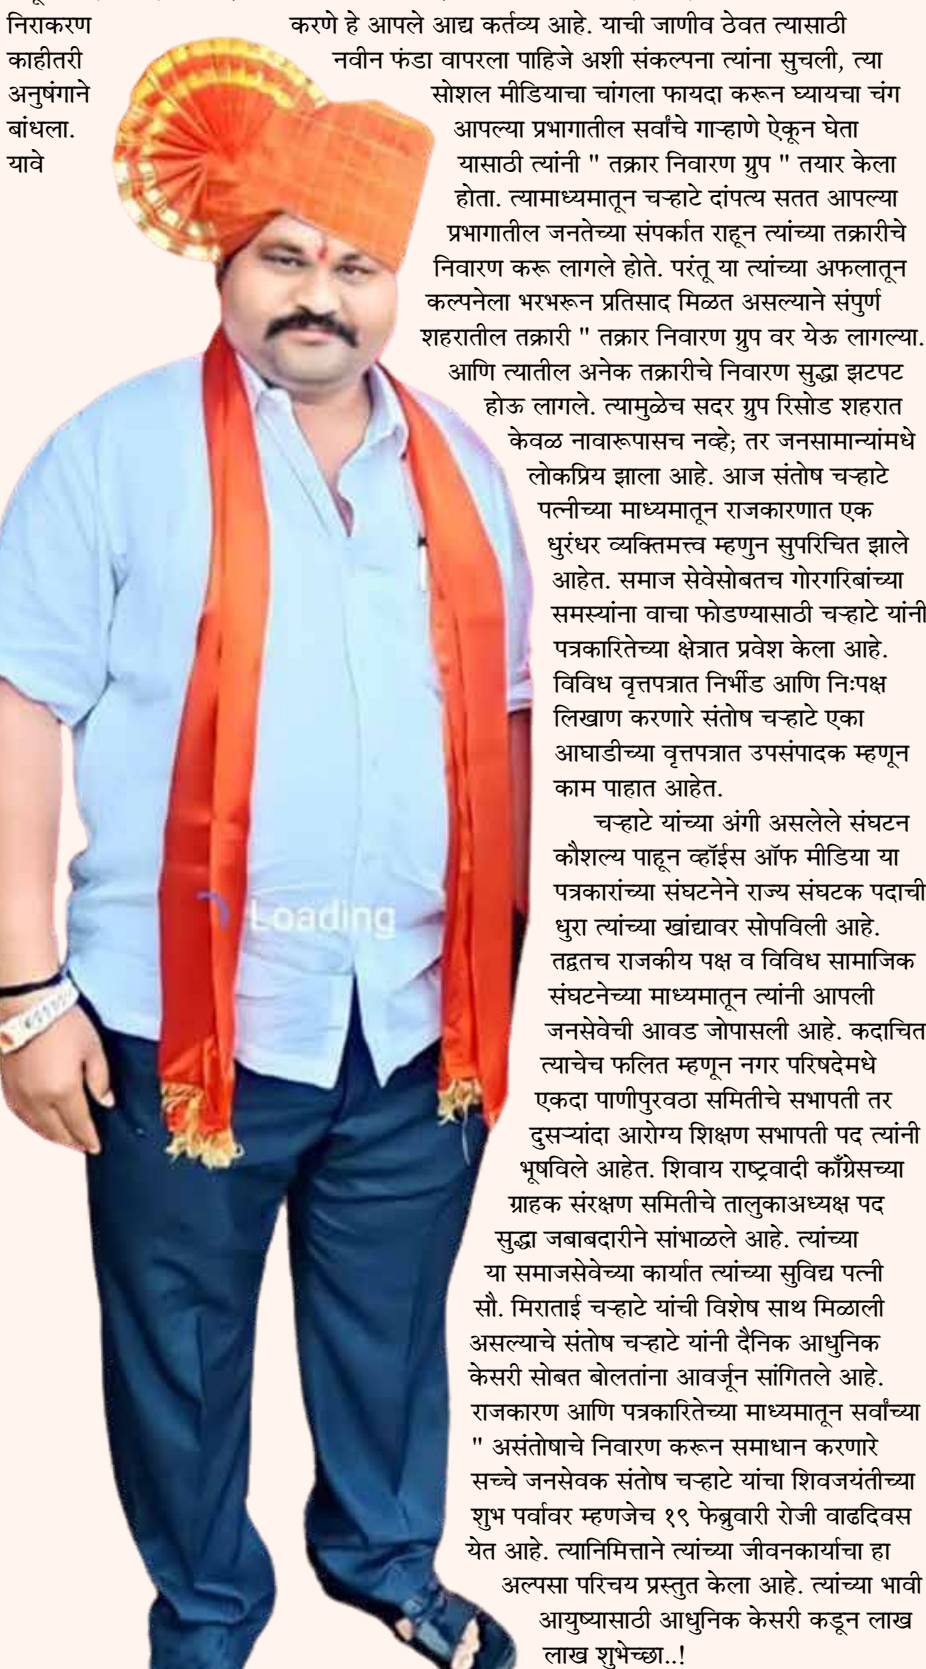 निराकरण करणे हे आपले आद्य कर्तव्य आहे. याची जाणीव ठेवत त्यासाठी
काहीतरी नवीन फंडा वापरला पाहिजे अशी संकल्पना त्यांना सुचली, त्या
अनुषंगाने सोशल मीडियाचा चांगला फायदा करून घ्यायचा चंग
बांधला. आपल्या प्रभागातील सर्वांचे गाऱ्हाणे ऐकून घेता
यावे यासाठी त्यांनी " तक्रार निवारण ग्रुप " तयार केला
होता. त्यामाध्यमातून चऱ्हाटे दांपत्य सतत आपल्या
प्रभागातील जनतेच्या संपर्कात राहून त्यांच्या तक्रारीचे
निवारण करू लागले होते. परंतू या त्यांच्या अफलातून
कल्पनेला भरभरून प्रतिसाद मिळत असल्याने संपुर्ण
शहरातील तक्रारी " तक्रार निवारण ग्रुप वर येऊ लागल्या.
आणि त्यातील अनेक तक्रारीचे निवारण सुद्धा झटपट
होऊ लागले. त्यामुळेच सदर ग्रुप रिसोड शहरात
केवळ नावारूपासच नव्हे; तर जनसामान्यांमधे
लोकप्रिय झाला आहे. आज संतोष चऱ्हाटे
पत्नीच्या माध्यमातून राजकारणात एक
धुरंधर व्यक्तिमत्त्व म्हणुन सुपरिचित झाले
आहेत. समाज सेवेसोबतच गोरगरिबांच्या
समस्यांना वाचा फोडण्यासाठी चऱ्हाटे यांनी
पत्रकारितेच्या क्षेत्रात प्रवेश केला आहे.
विविध वृत्तपत्रात निर्भीड आणि निःपक्ष
लिखाण करणारे संतोष चऱ्हाटे एका
आघाडीच्या वृत्तपत्रात उपसंपादक म्हणून
काम पाहात आहेत.
चऱ्हाटे यांच्या अंगी असलेले संघटन
कौशल्य पाहून व्हॉईस ऑफ मीडिया या
पत्रकारांच्या संघटनेने राज्य संघटक पदाची
Loading
धुरा त्यांच्या खांद्यावर सोपविली आहे.
तद्वतच राजकीय पक्ष व विविध सामाजिक
संघटनेच्या माध्यमातून त्यांनी आपली
जनसेवेची आवड जोपासली आहे. कदाचित
त्याचेच फलित म्हणून नगर परिषदेमधे
एकदा पाणीपुरवठा समितीचे सभापती तर
दुसऱ्यांदा आरोग्य शिक्षण सभापती पद त्यांनी
भूषविले आहेत. शिवाय राष्ट्रवादी काँग्रेसच्या
ग्राहक संरक्षण समितीचे तालुकाअध्यक्ष पद
सुद्धा जबाबदारीने सांभाळले आहे. त्यांच्या
या समाजसेवेच्या कार्यात त्यांच्या सुविद्य पत्नी
सौ. मिराताई चऱ्हाटे यांची विशेष साथ मिळाली
असल्याचे संतोष चऱ्हाटे यांनी दैनिक आधुनिक
केसरी सोबत बोलतांना आवर्जून सांगितले आहे.
राजकारण आणि पत्रकारितेच्या माध्यमातून सर्वांच्या
" असंतोषाचे निवारण करून समाधान करणारे
सच्चे जनसेवक संतोष चऱ्हाटे यांचा शिवजयंतीच्या
शुभ पर्वावर म्हणजेच १९ फेब्रुवारी रोजी वाढदिवस
येत आहे. त्यानिमित्ताने त्यांच्या जीवनकार्याचा हा
अल्पसा परिचय प्रस्तुत केला आहे. त्यांच्या भावी
आयुष्यासाठी आधुनिक केसरी कडून लाख
लाख शुभेच्छा..!